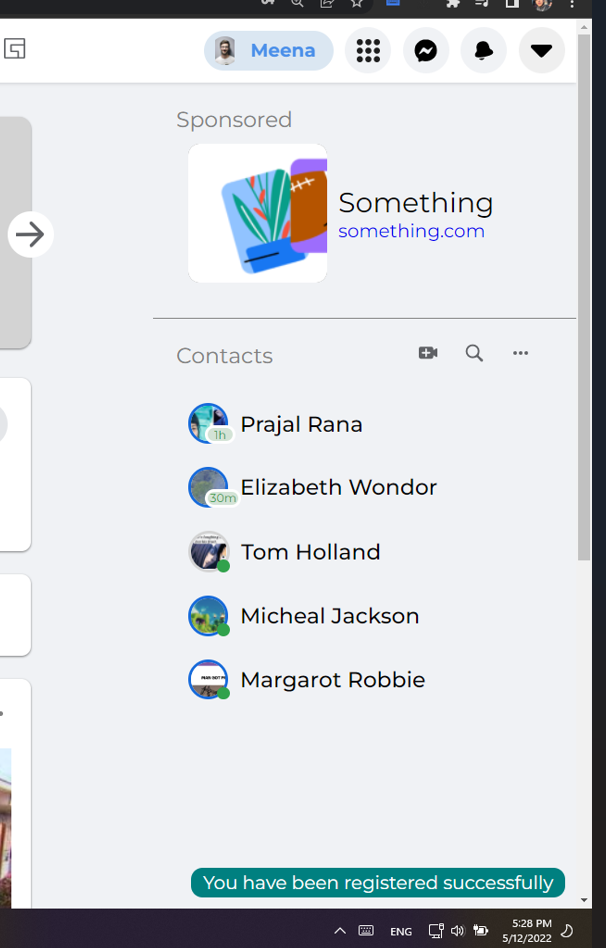 Meena
Sponsored
Something
something.com
Contacts
Prajal Rana
1h
Elizabeth Wondor
30m
Tom Holland
Micheal Jackson
Margarot Robbie
You have been registered successfully
ENG
5:28 PM
5/12/2022